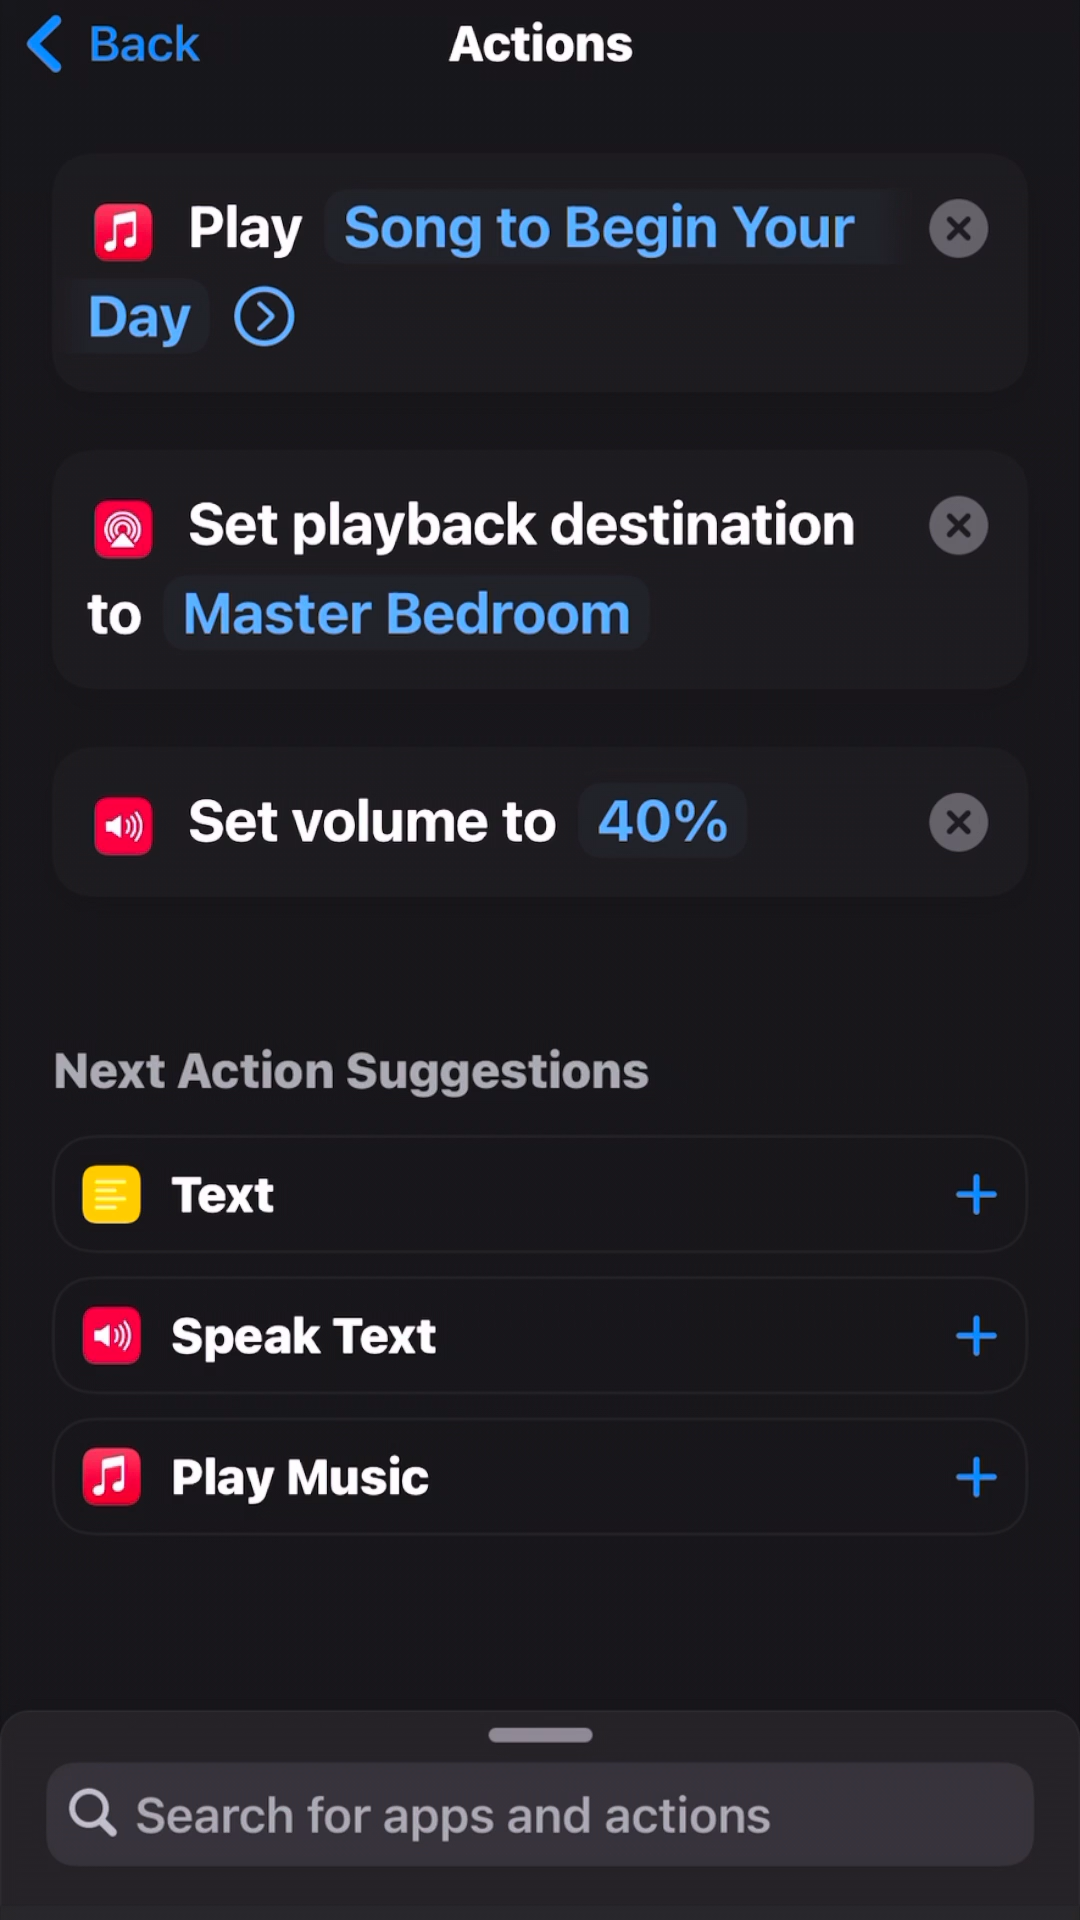 Back
Actions
Play Song to Begin Your
Day
Set playback destination
to Master Bedroom
Set volume to 40%
Next Action Suggestions
Text
Speak Text
Play Music
Search for apps and actions